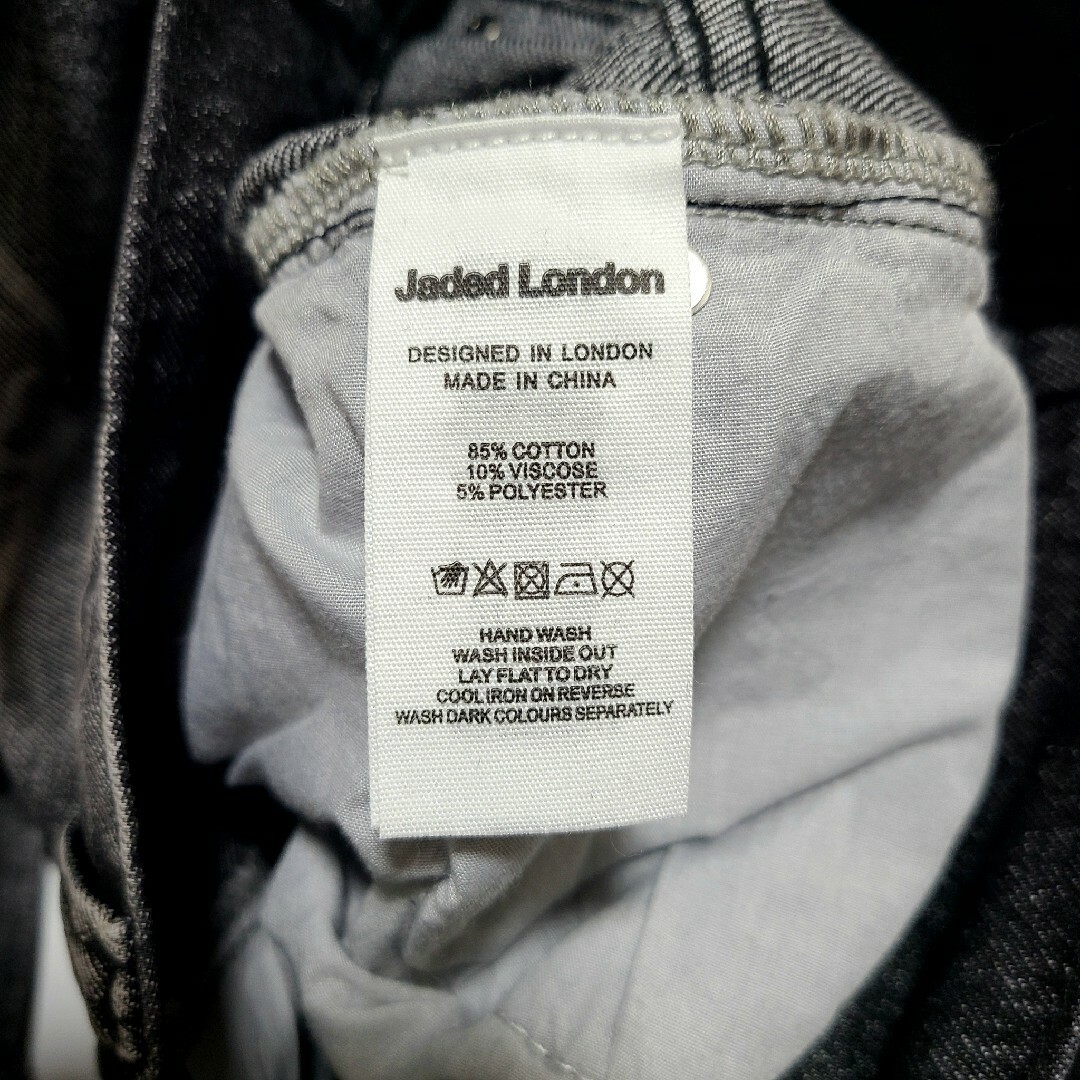 Jaded London
DESIGNED IN LONDON
MADE IN CHINA
85% COTTON
10% VISCOSE
5% POLYESTER
HAND WASH
WASH INSIDE OUT
LAY FLAT TO DRY
COOL IRON ON REVERSE
WASH DARK COLOURS SEPARATELY